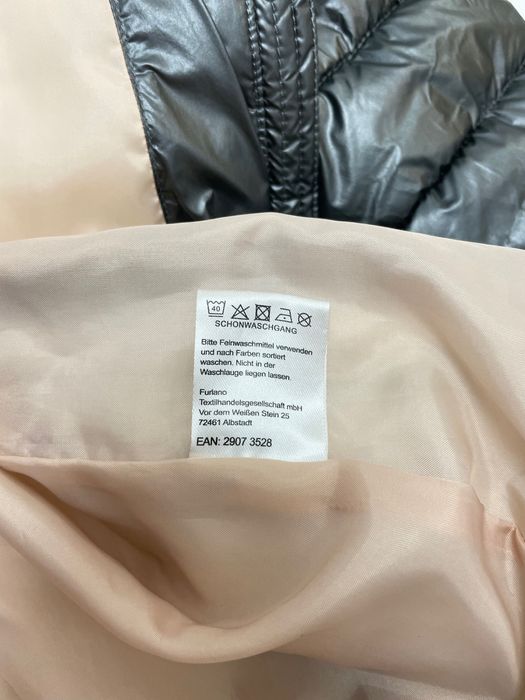 40
SCHONWASCHGANG
Bitte Feinwaschmittel verwenden
und nach Farben sortiert
waschen. Nicht in der
Waschlauge liegen lassen.
Furlano
Textilhandelsgesellschaft mbH
Vor dem Weißen Stein 25
72461 Albstadt
EAN: 2907 3528